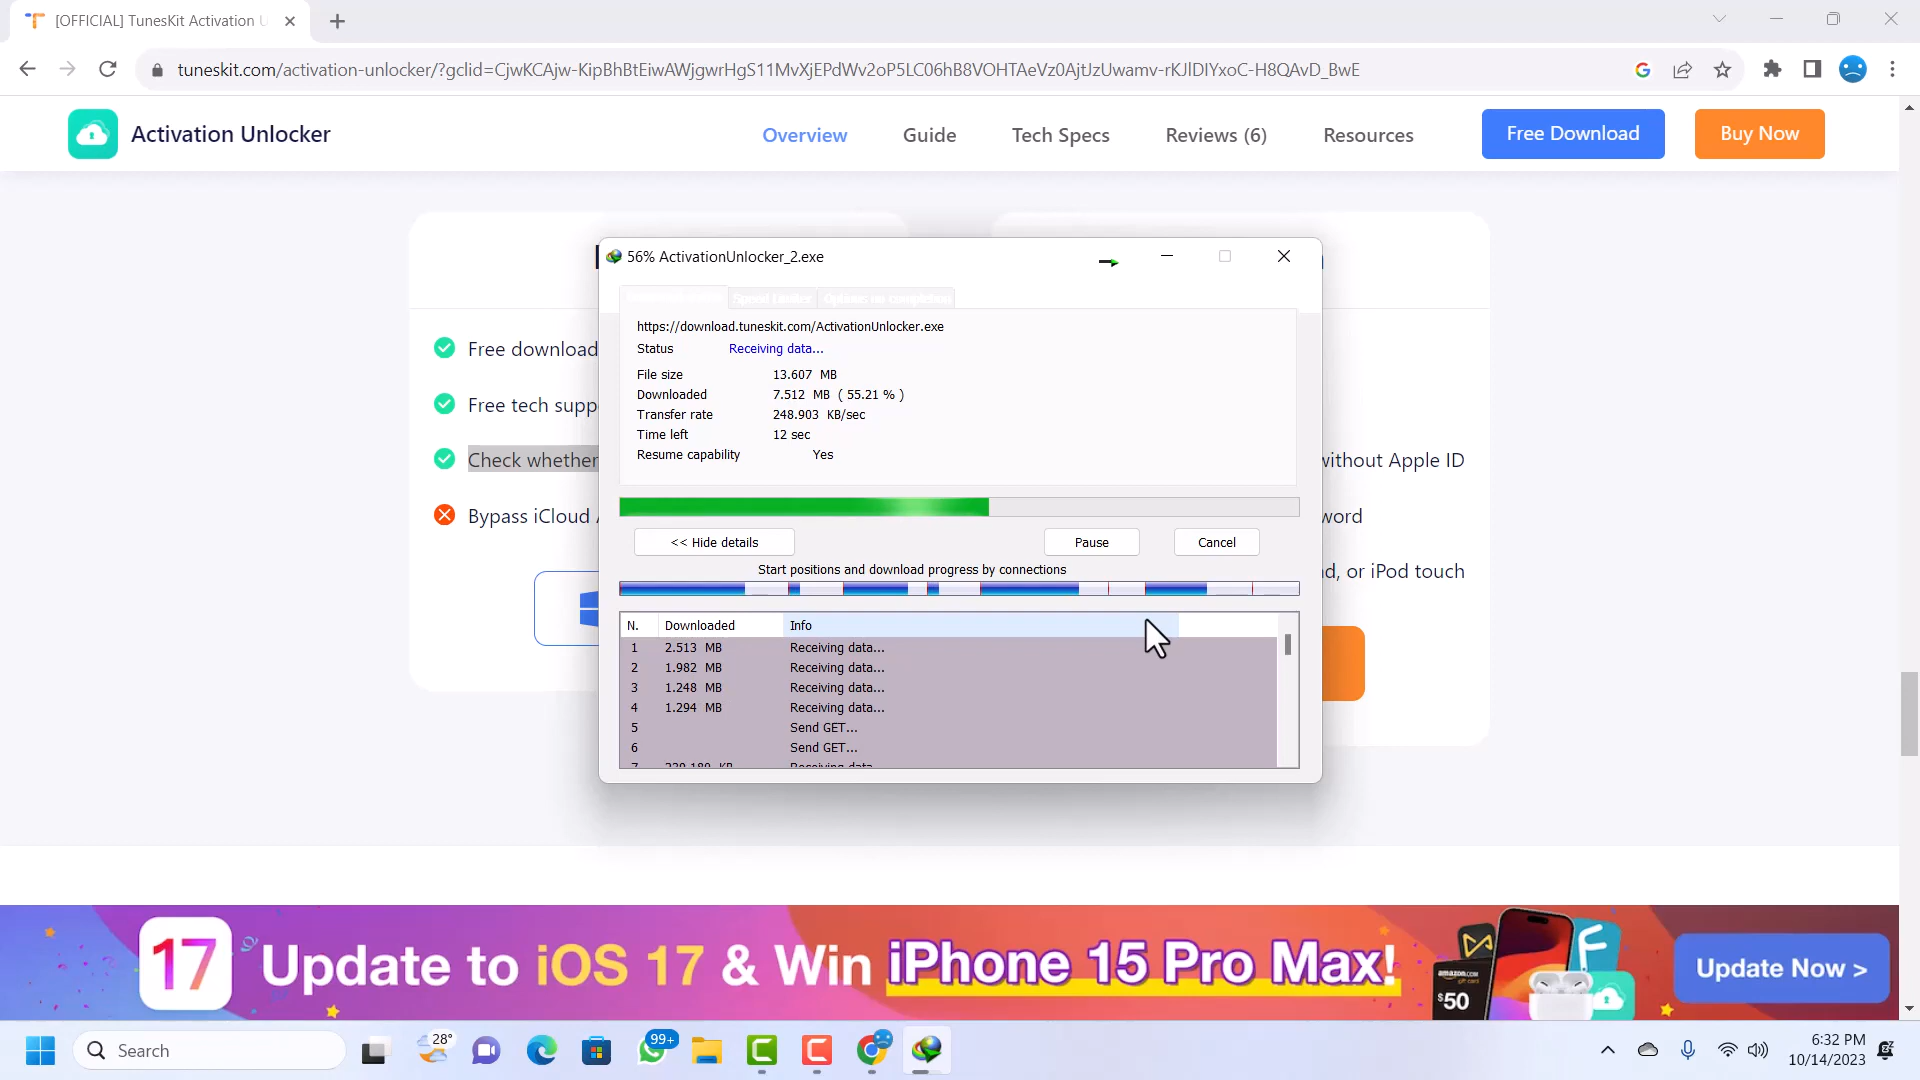 [OFFICIAL] TunesKit Activation U
tuneskit.com/activation-unlocker/?gclid=CjwKCAjw-KipBhBtEiwAWjgwrHgS11MvXjEPdWv2oP5LC06hB8VOHTAeVz0AjtJzUwamv-rKJlDIYxoC-H8QAvD_BwE
Activation Unlocker
Overview
Guide
Tech Specs
Reviews (6)
Resources
Free Download
Buy Now
56% ActivationUnlocker_2.exe
Speed Limiter
Options on completion
https://download.tuneskit.com/ActivationUnlocker.exe
Status Receiving data...
File size 13.607 MB
Downloaded 7.512 MB ( 55.21 % )
Transfer rate 248.903 KB/sec
Time left 12 sec
Resume capability Yes
<< Hide details
Pause
Cancel
Start positions and download progress by connections
N. Downloaded Info
1 2.513 MB Receiving data...
2 1.982 MB Receiving data...
3 1.248 MB Receiving data...
4 1.294 MB Receiving data...
5 Send GET...
6 Send GET...
Free download
Free tech supp
Check whether
Bypass iCloud
without Apple ID
word
d, or iPod touch
17
Update to iOS 17 & Win iPhone 15 Pro Max!
amazon.com
$50
Update Now >
Search
28°
99+
6:32 PM
10/14/2023